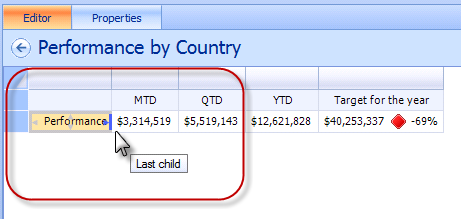 Editor Properties
Performance by Country
MTD QTD YTD Target for the year
Performance $3,314,519 $5,519,143 $12,621,828 $40,253,337 -69%
Last child